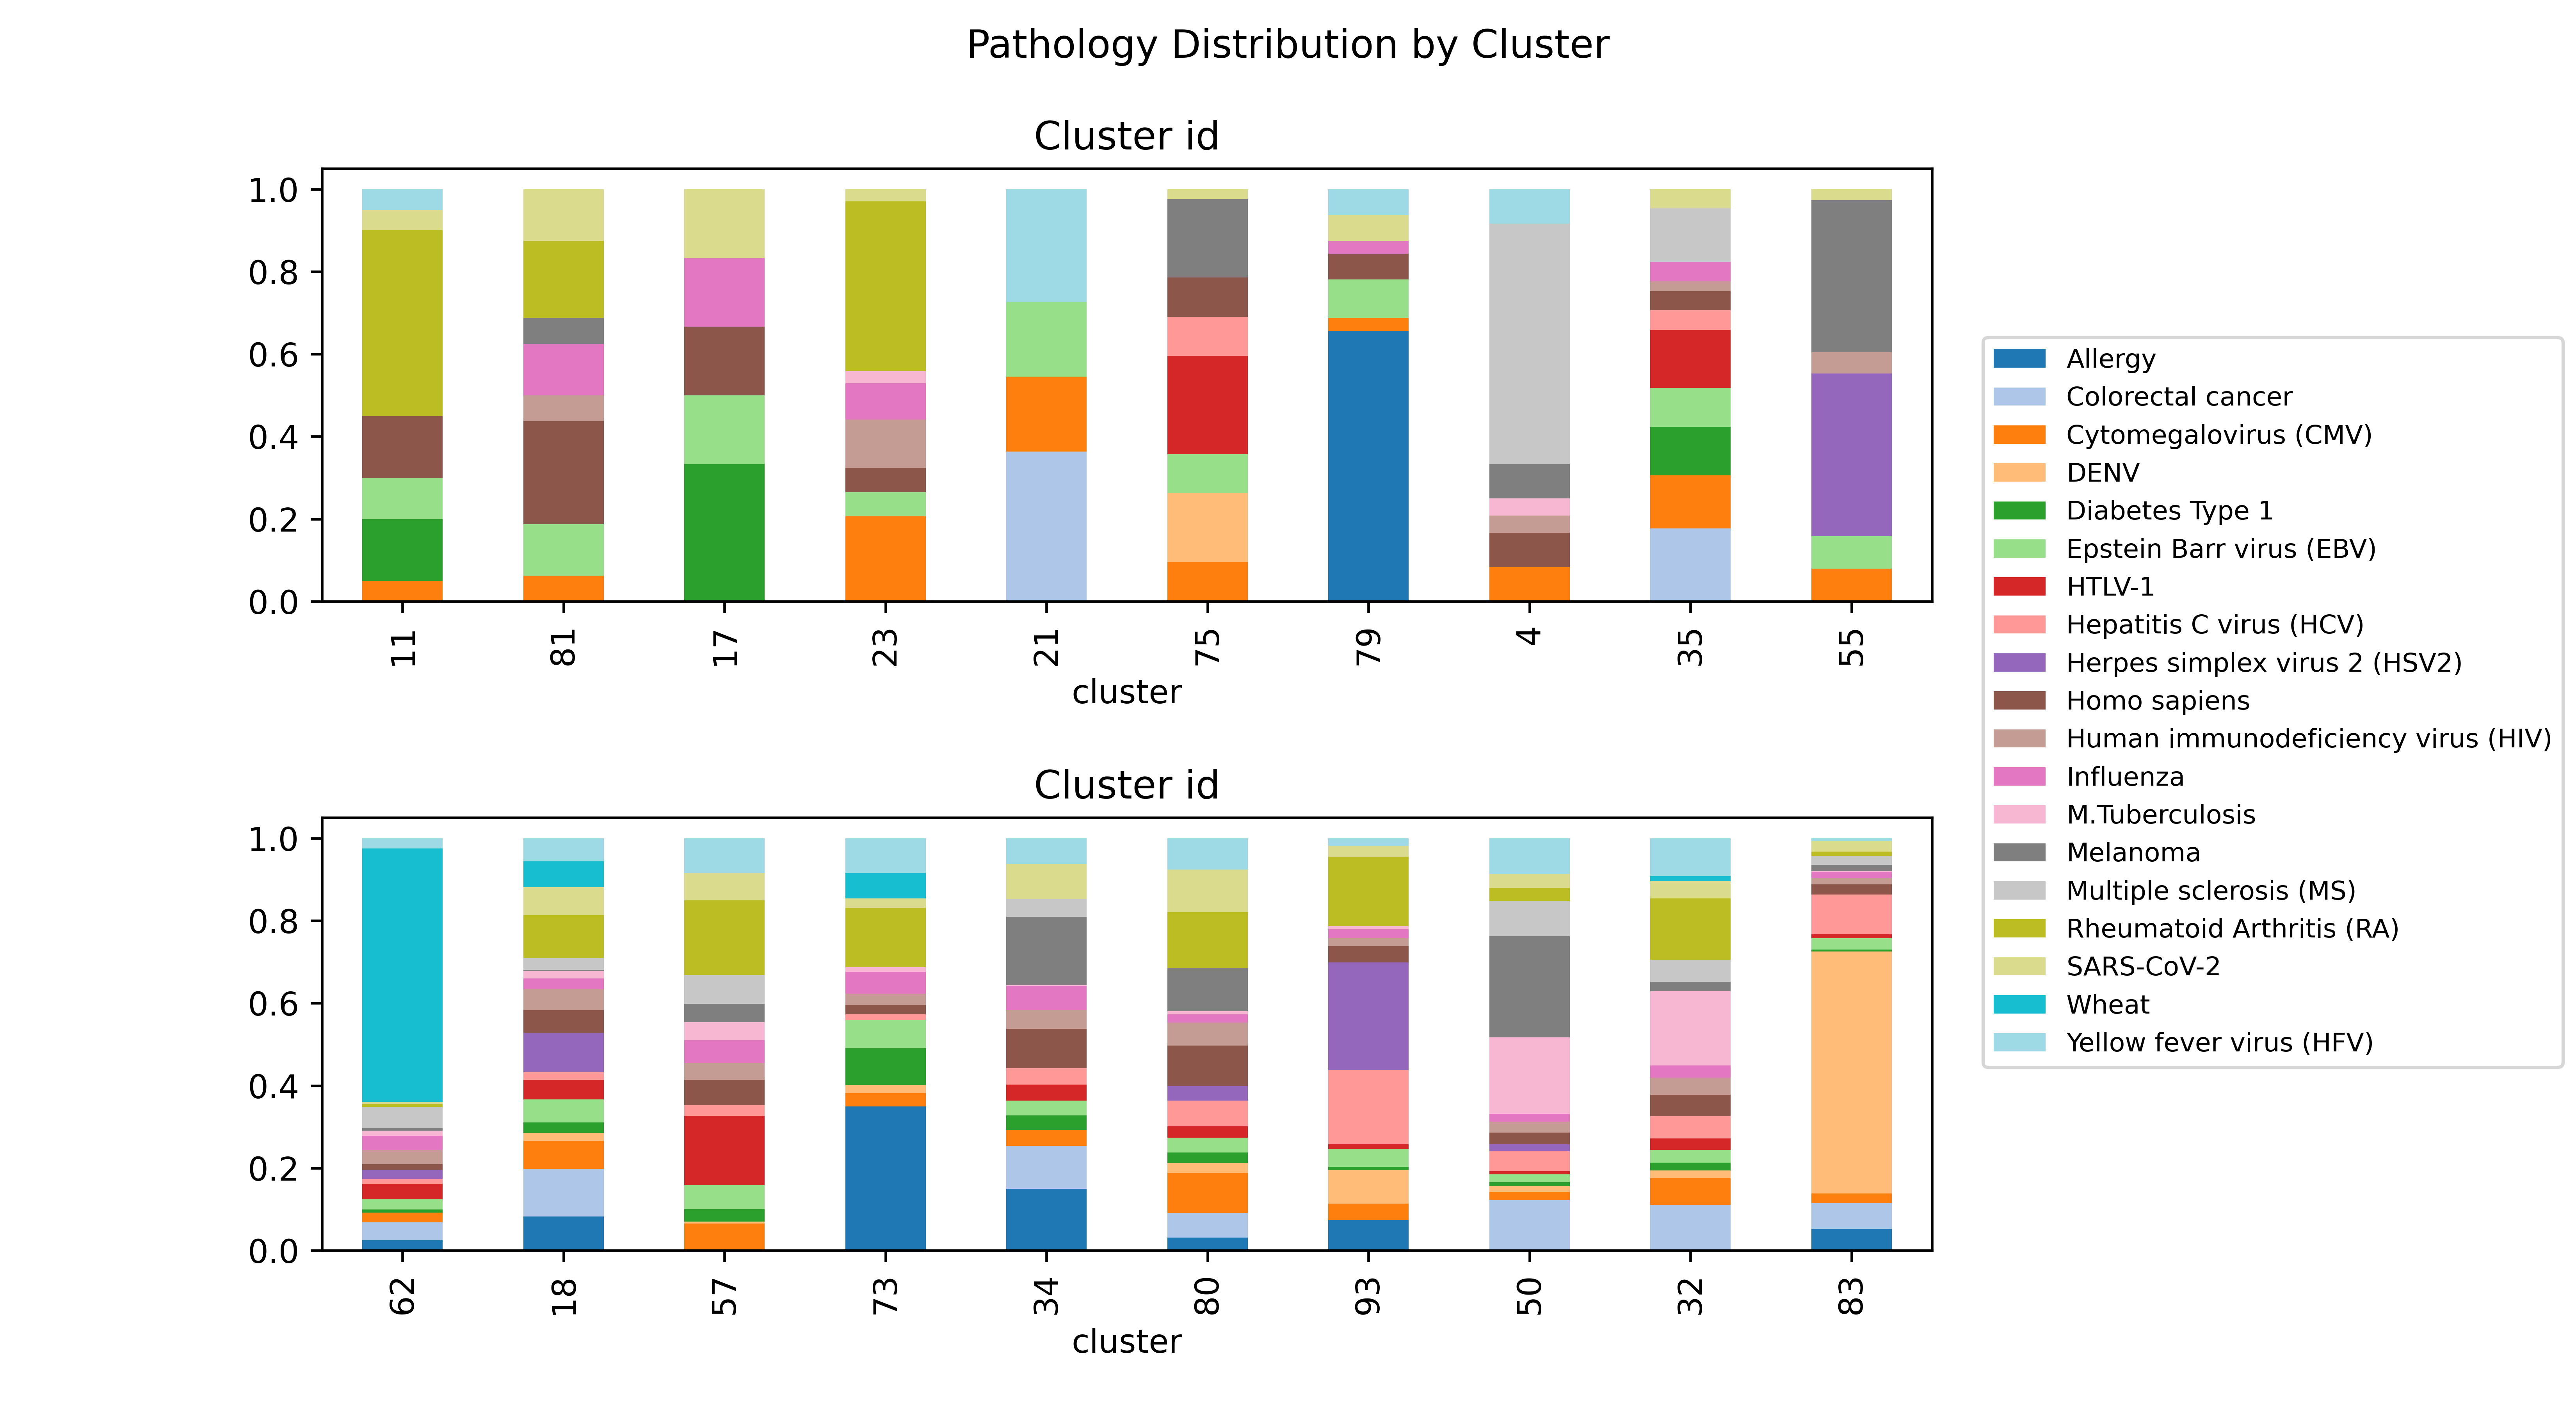 Pathology Distribution by Cluster
Cluster id
1.0
0.8
0.6
0.4
0.2
0.0
11
81
17
23
21
75
79
4
35
55
cluster
Cluster id
1.0
0.8
0.6
0.4
0.2
0.0
62
18
57
73
34
80
93
50
32
83
cluster
Allergy
Colorectal cancer
Cytomegalovirus (CMV)
DENV
Diabetes Type 1
Epstein Barr virus (EBV)
HTLV-1
Hepatitis C virus (HCV)
Herpes simplex virus 2 (HSV2)
Homo sapiens
Human immunodeficiency virus (HIV)
Influenza
M.Tuberculosis
Melanoma
Multiple sclerosis (MS)
Rheumatoid Arthritis (RA)
SARS-CoV-2
Wheat
Yellow fever virus (HFV)